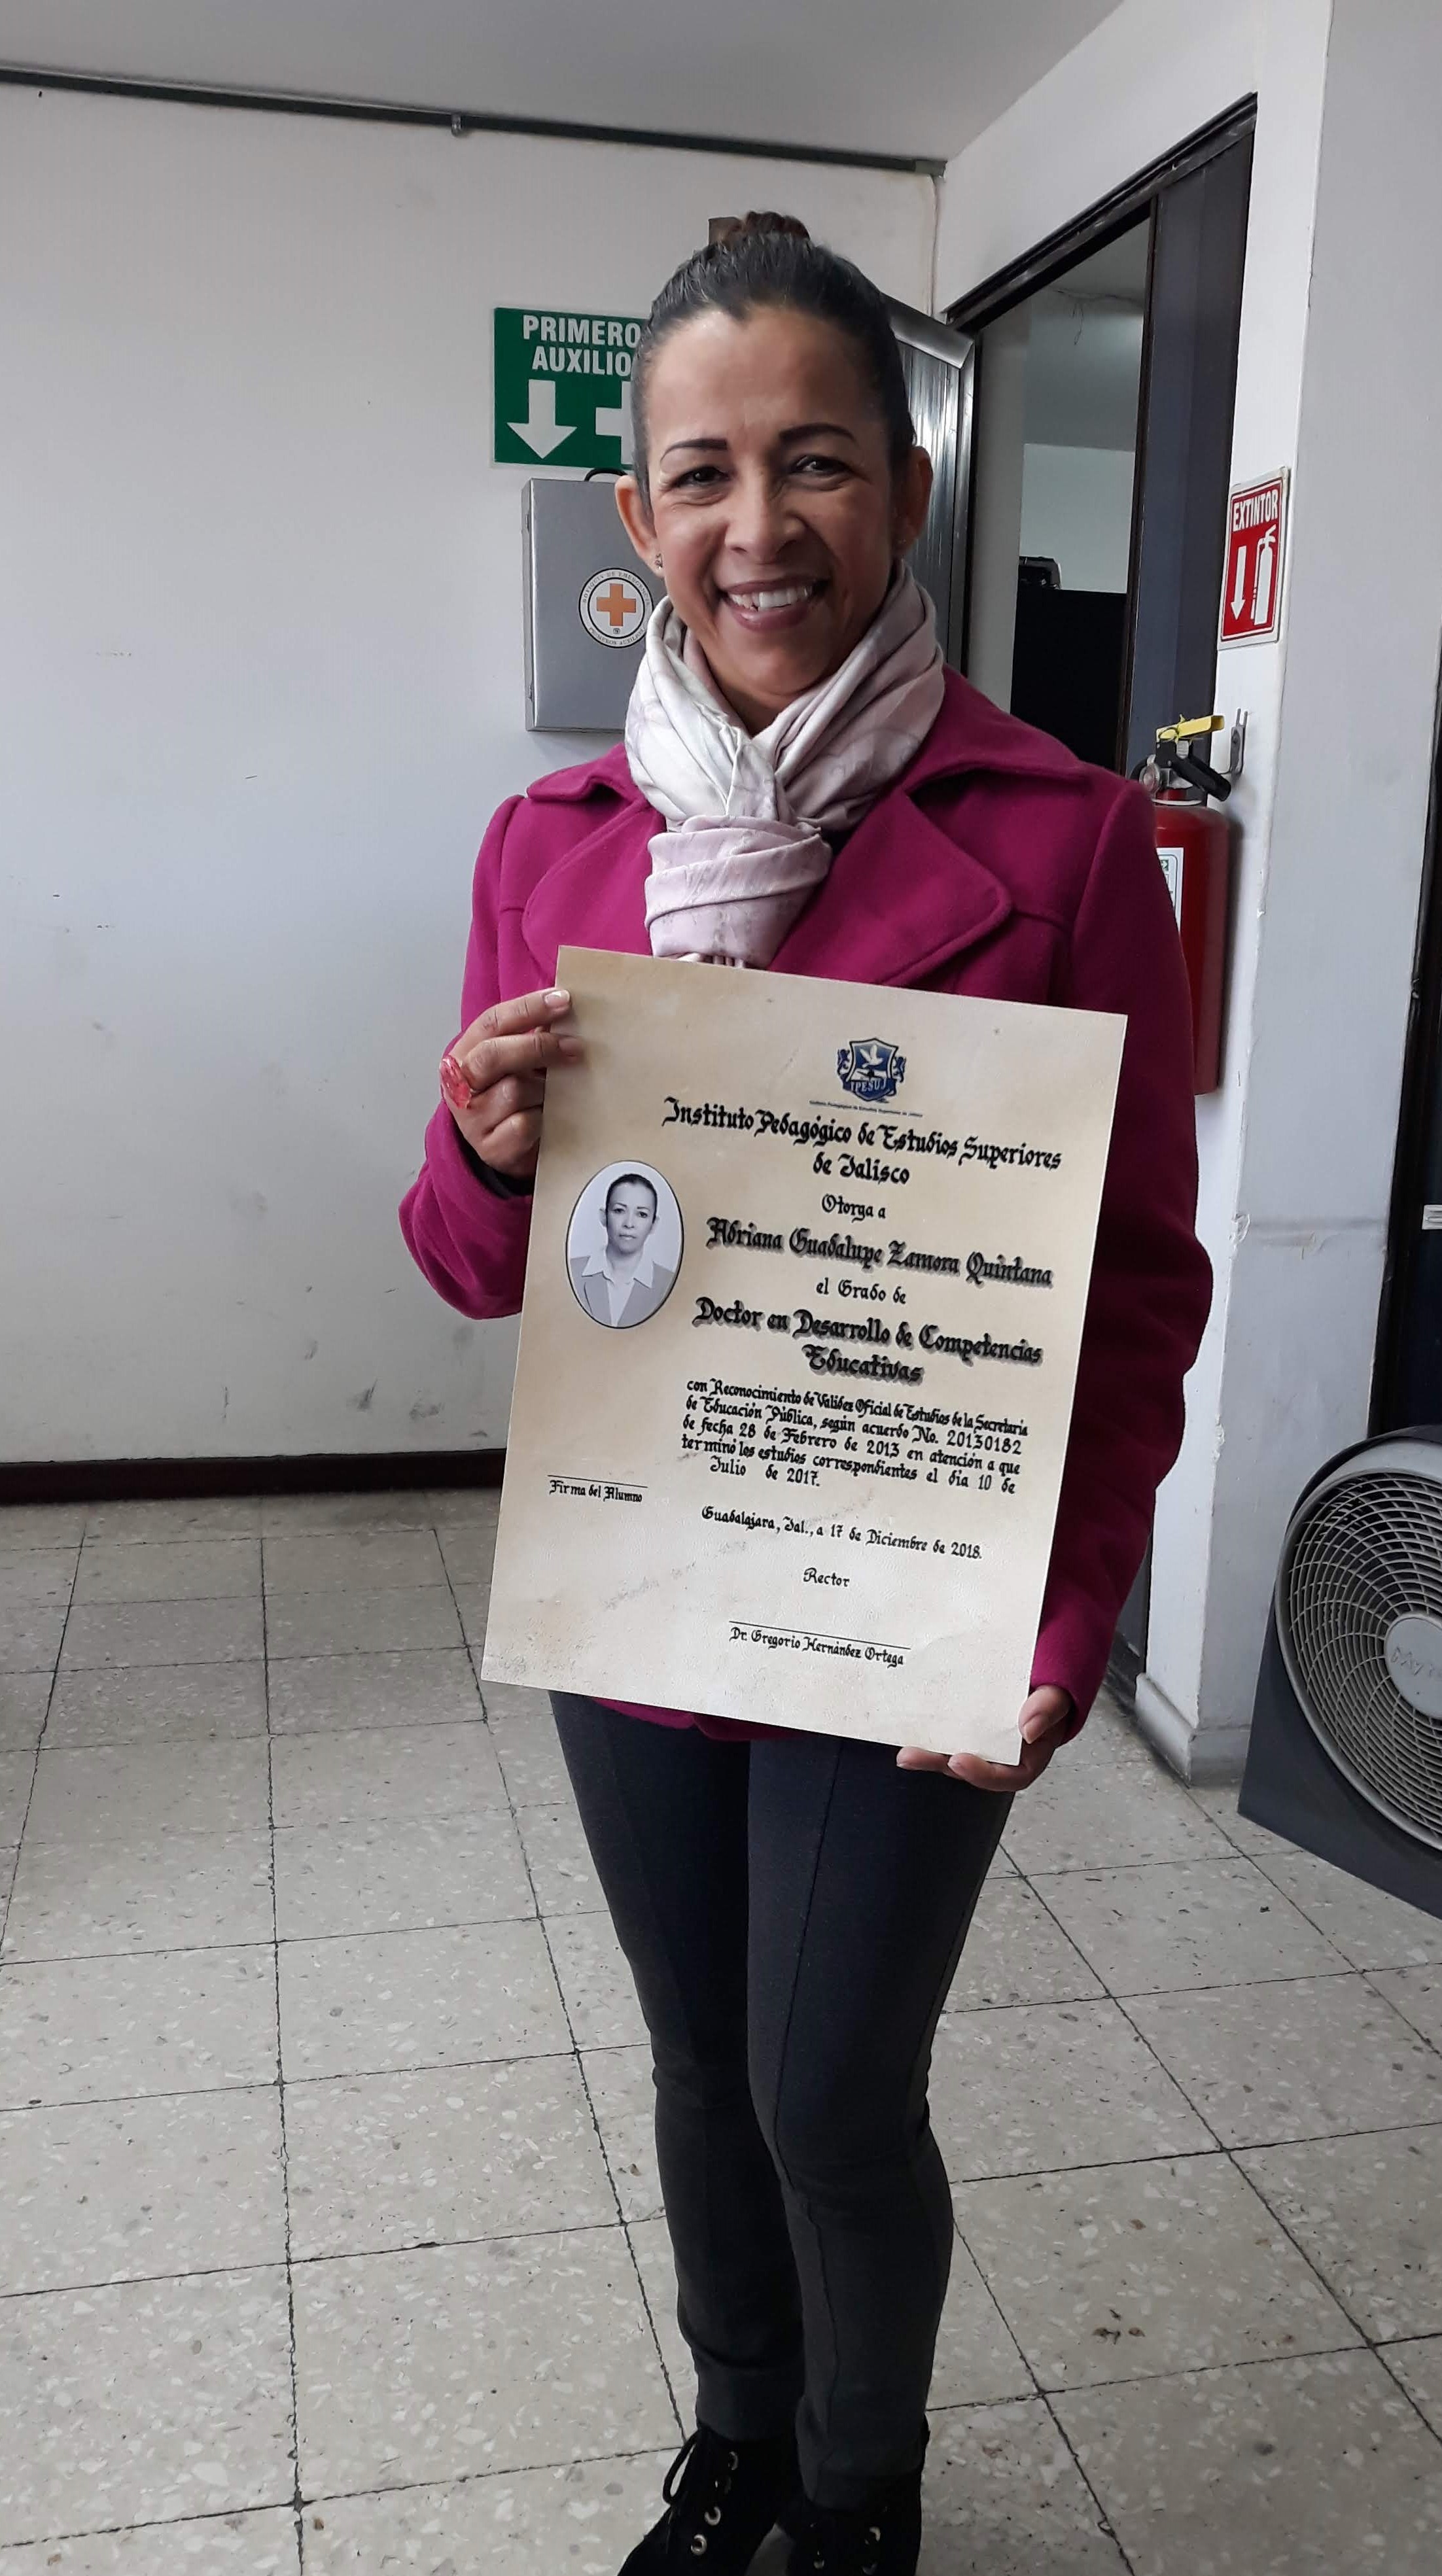 PRIMERO
AUXILIO
EXTINTOR
IPESUJ
Instituto Pedagógico de Estudios Superiores
de Jalisco
Otorga a
Adriana Guadalupe Zamora Quintana
el Grado de
Doctor en Desarrollo de Competencias
Educativas
con Reconocimiento de Validez Oficial de Estudios de la Secretaría
de Educación Pública, según acuerdo No. 20130182
de fecha 28 de Febrero de 2013 en atención a que
terminó los estudios correspondientes el día 10 de
Julio de 2017.
Firma del Alumno
Guadalajara, Jal., a 17 de Diciembre de 2018.
Rector
Dr. Gregorio Hernández Ortega